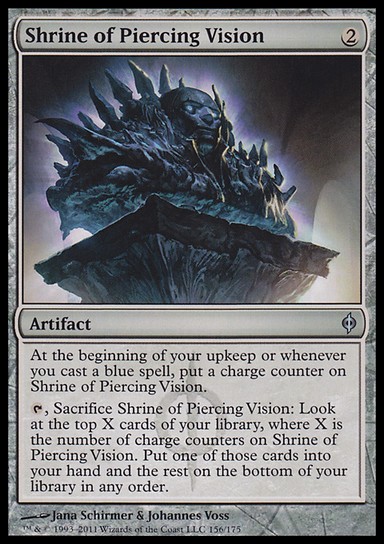 Shrine of Piercing Vision 2
Artifact
At the beginning of your upkeep or whenever
you cast a blue spell, put a charge counter on
Shrine of Piercing Vision.
, Sacrifice Shrine of Piercing Vision: Look
at the top X cards of your library, where X is
the number of charge counters on Shrine of
Piercing Vision. Put one of those cards into
your hand and the rest on the bottom of your
library in any order.
Jana Schirmer & Johannes Voss
™ & © 1993–2011 Wizards of the Coast LLC 156/175